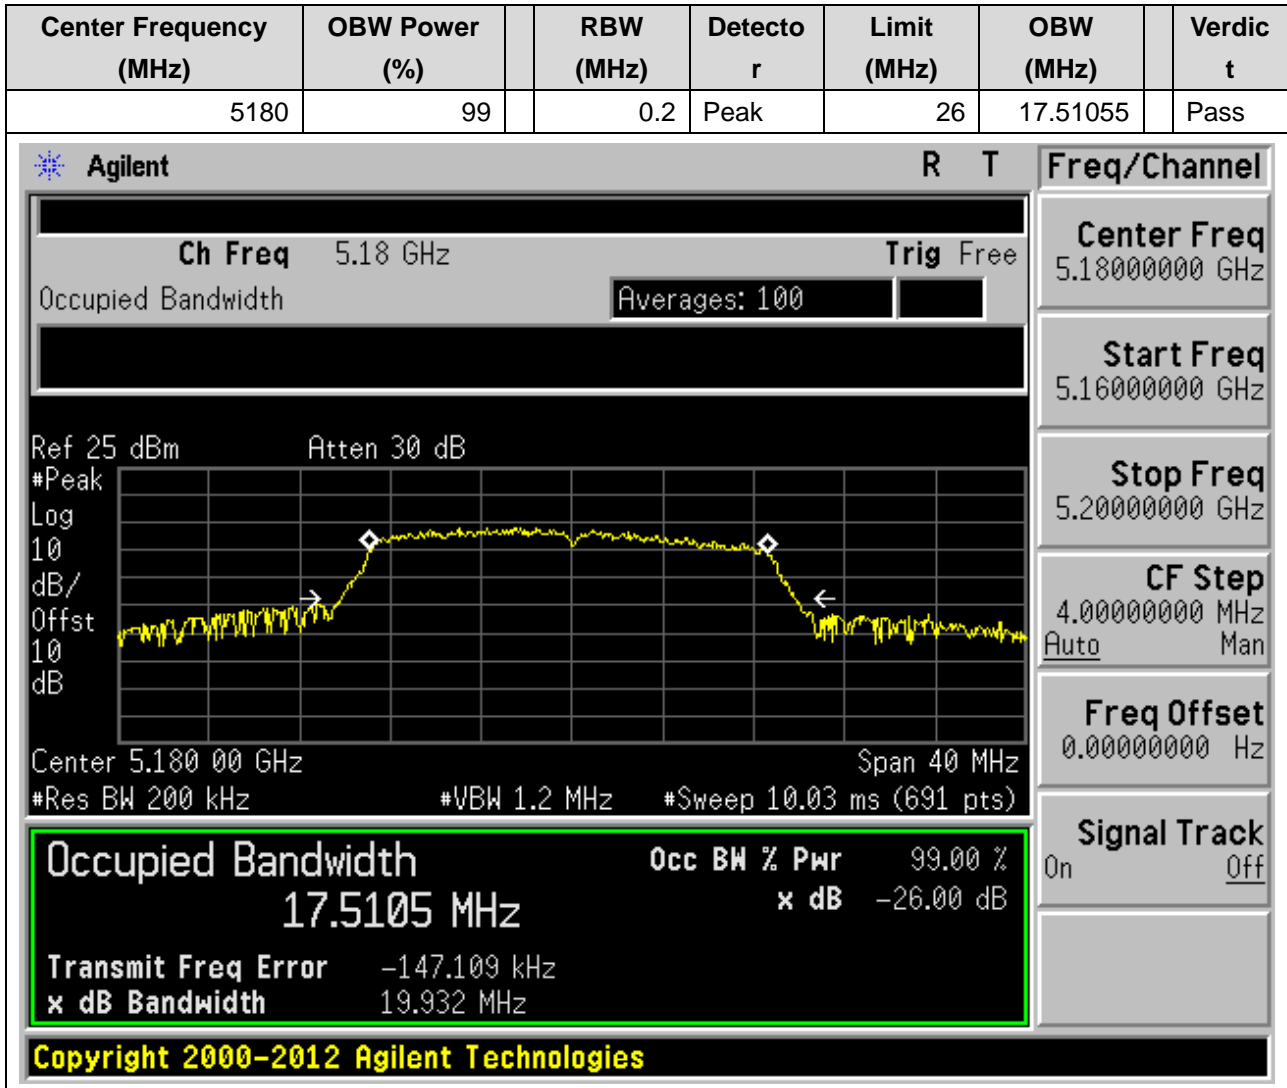 Center Frequency OBW Power RBW Detecto Limit OBW Verdic
(MHz) (%) (MHz) r (MHz) (MHz) t
5180 99 0.2 Peak 26 17.51055 Pass
Agilent R T Freq/Channel
Ch Freq 5.18 GHz Trig Free
Occupied Bandwidth Averages: 100
Center Freq
5.18000000 GHz
Start Freq
5.16000000 GHz
Stop Freq
5.20000000 GHz
CF Step
4.00000000 MHz
Auto Man
Freq Offset
0.00000000 Hz
Signal Track
On Off
Ref 25 dBm Atten 30 dB
#Peak
Log
10
dB/
Offst
10
dB
Center 5.180 00 GHz Span 40 MHz
#Res BW 200 kHz #VBW 1.2 MHz #Sweep 10.03 ms (691 pts)
Occupied Bandwidth Occ BW % Pwr 99.00 %
17.5105 MHz x dB -26.00 dB
Transmit Freq Error -147.109 kHz
x dB Bandwidth 19.932 MHz
Copyright 2000-2012 Agilent Technologies